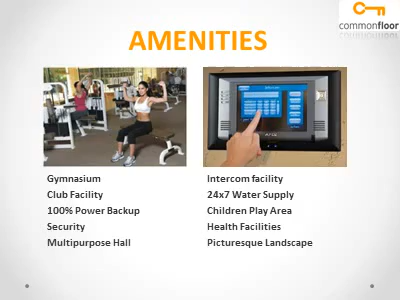 commonfloor
AMENITIES
Gymnasium
Club Facility
100% Power Backup
Security
Multipurpose Hall
Intercom facility
24x7 Water Supply
Children Play Area
Health Facilities
Picturesque Landscape